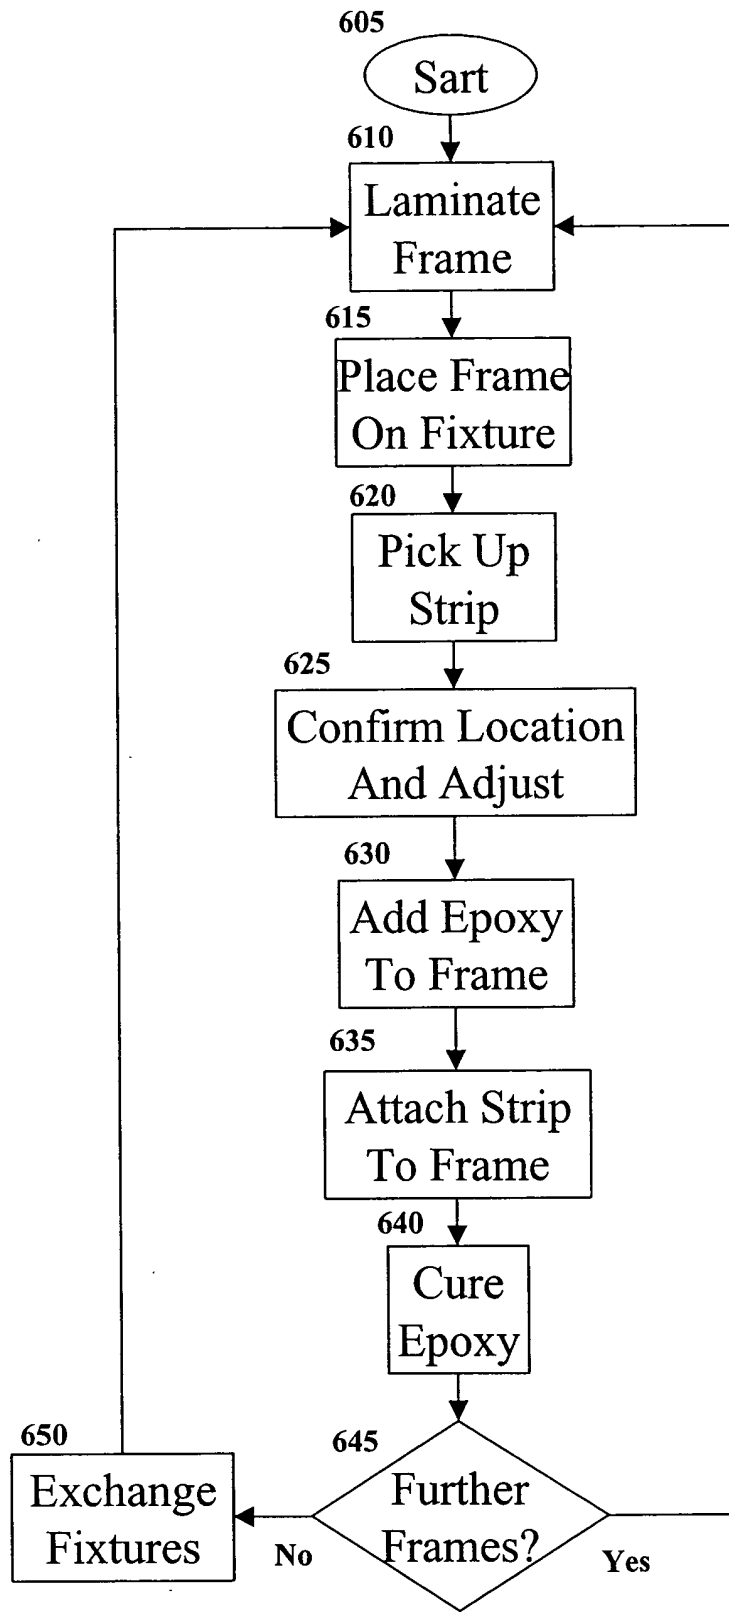 605
Sart
610
Laminate
Frame
615
Place Frame
On Fixture
620
Pick Up
Strip
625
Confirm Location
And Adjust
630
Add Epoxy
To Frame
635
Attach Strip
To Frame
640
Cure
Epoxy
645
Further
Frames?
Yes
No
650
Exchange
Fixtures